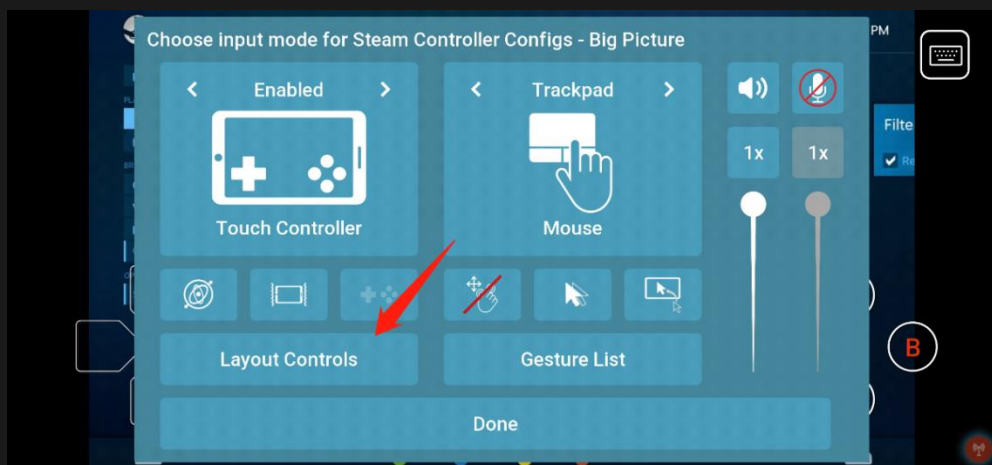 Choose input mode for Steam Controller Configs - Big Picture
PM
Enabled
Trackpad
Filte
1x
1x
Re
Touch Controller
Mouse
Layout Controls
Gesture List
B
Done